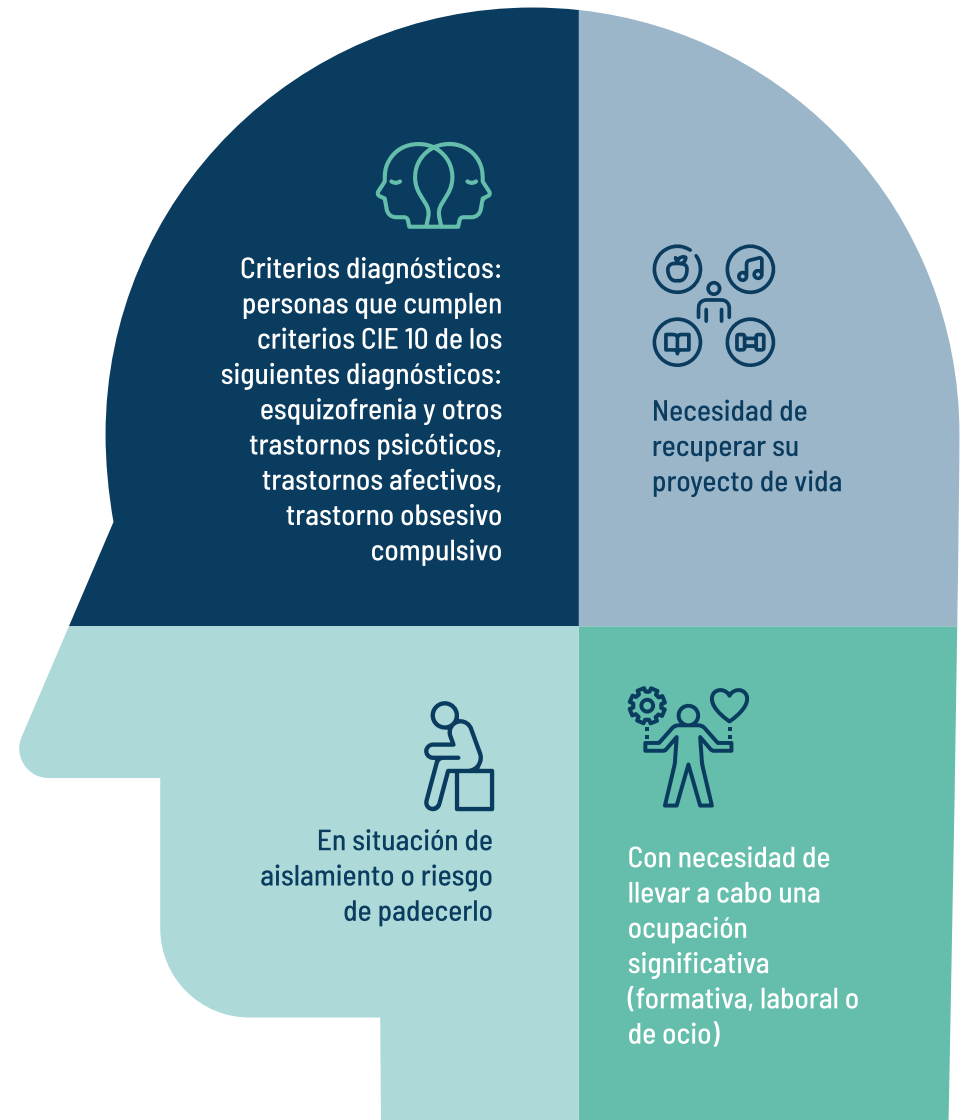 Criterios diagnósticos:
personas que cumplen
criterios CIE 10 de los
siguientes diagnósticos:
esquizofrenia y otros
trastornos psicóticos,
trastornos afectivos,
trastorno obsesivo
compulsivo
Necesidad de
recuperar su
proyecto de vida
En situación de
aislamiento o riesgo
de padecerlo
Con necesidad de
llevar a cabo una
ocupación
significativa
(formativa, laboral o
de ocio)